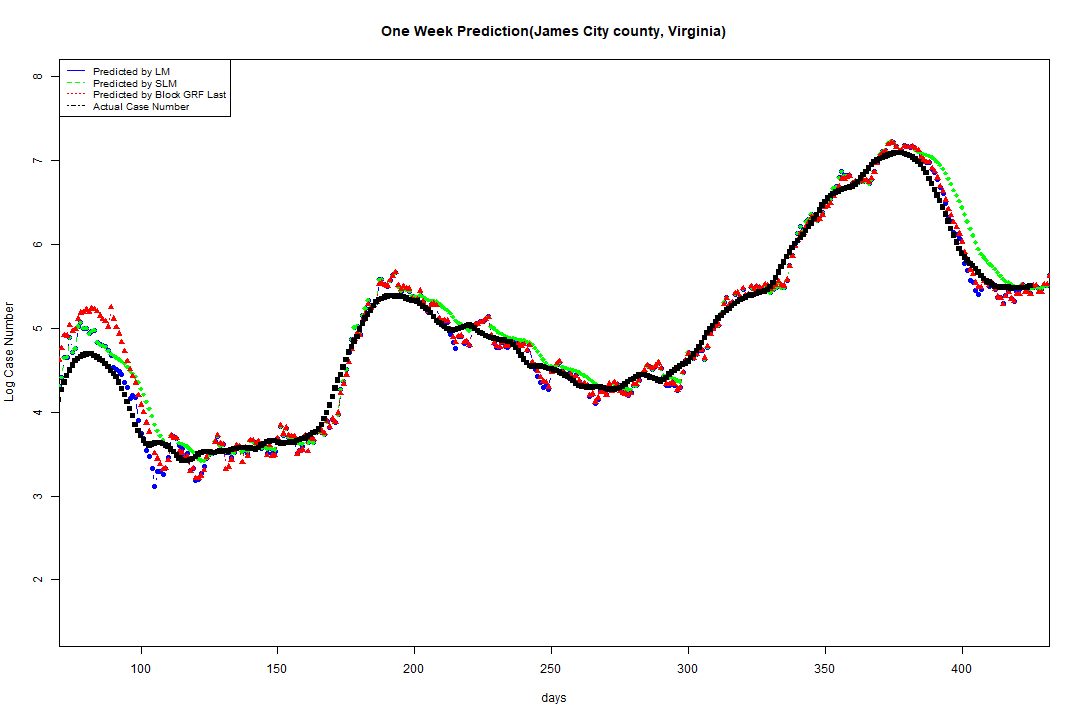 One Week Prediction(James City county, Virginia)
Predicted by LM
Predicted by SLM
Predicted by Block GRF Last
Actual Case Number
8
7
6
5
4
3
2
Log Case Number
100 150 200 250 300 350 400
days